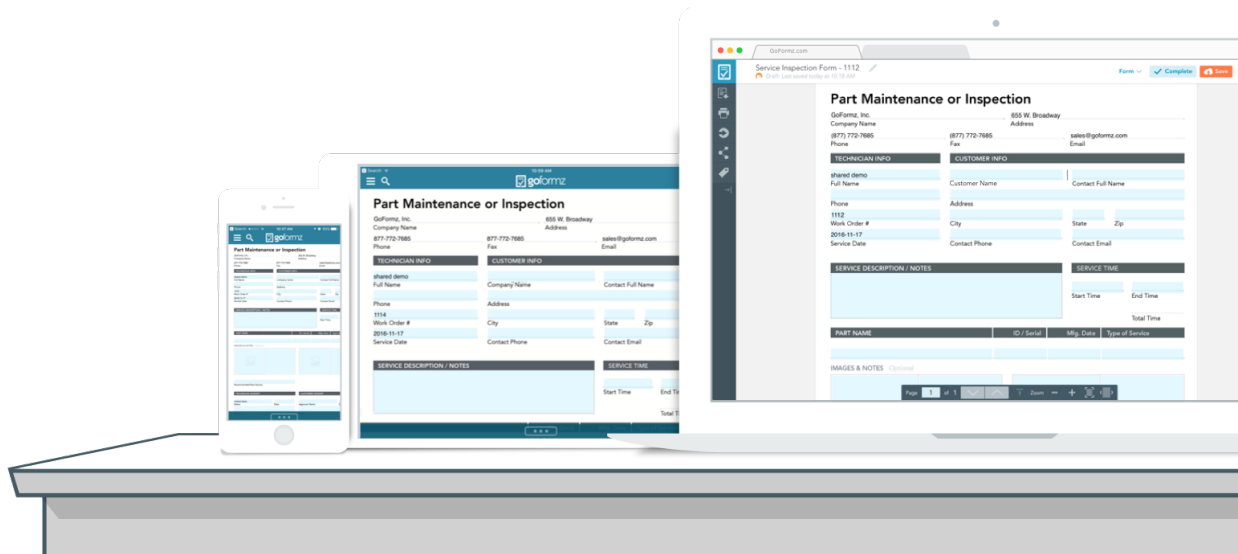 GoFormz.com
Service Inspection Form - 1112
Draft: Last saved today at 10:18 AM
Form
Complete
Save
Part Maintenance or Inspection
GoFormz, Inc. 655 W. Broadway
Company Name Address
(877) 772-7685 (877) 772-7685 sales@goformz.com
Phone Fax Email
TECHNICIAN INFO CUSTOMER INFO
shared demo
Full Name Customer Name Contact Full Name
Phone Address
1112
Work Order # City State Zip
2016-11-17
Service Date Contact Phone Contact Email
SERVICE DESCRIPTION / NOTES SERVICE TIME
Start Time End Time
Total Time
PART NAME ID / Serial Mfg. Date Type of Service
IMAGES & NOTES Optional
Page 1 of 1 Zoom
Search
10:59 AM
goformz
Part Maintenance or Inspection
GoFormz, Inc. 655 W. Broadway
Company Name Address
877-772-7685 877-772-7685 sales@goformz.com
Phone Fax Email
TECHNICIAN INFO CUSTOMER INFO
shared demo
Full Name Company Name Contact Full Name
Phone Address
1114
Work Order # City State Zip
2016-11-17
Service Date Contact Phone Contact Email
SERVICE DESCRIPTION / NOTES SERVICE TIME
Start Time
Total
goformz
Part Maintenance or Inspection